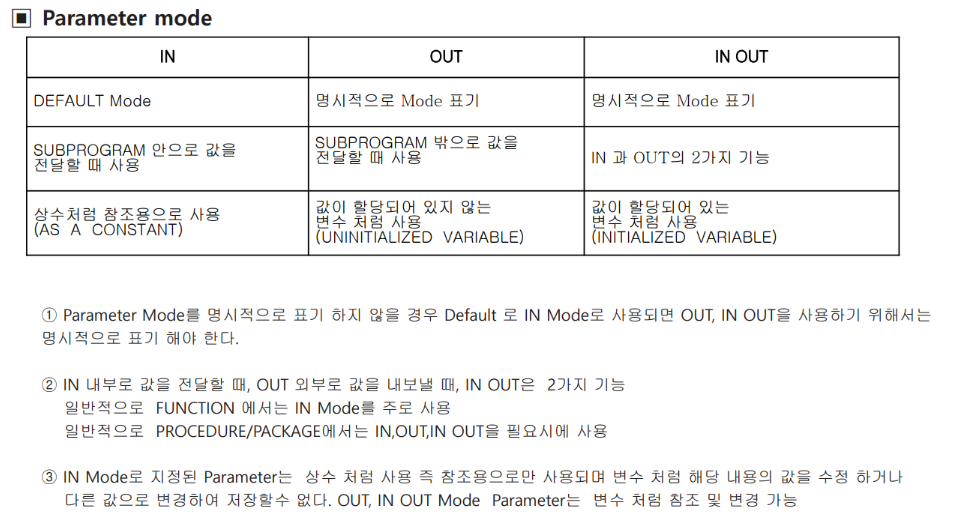 ▣ Parameter mode
IN OUT IN OUT
DEFAULT Mode 명시적으로 Mode 표기 명시적으로 Mode 표기
SUBPROGRAM 안으로 값을
전달할 때 사용
SUBPROGRAM 밖으로 값을
전달할 때 사용
IN 과 OUT의 2가지 기능
상수처럼 참조용으로 사용
(AS A CONSTANT)
값이 할당되어 있지 않는
변수 처럼 사용
(UNINITIALIZED VARIABLE)
값이 할당되어 있는
변수 처럼 사용
(INITIALIZED VARIABLE)
① Parameter Mode를 명시적으로 표기 하지 않을 경우 Default 로 IN Mode로 사용되면 OUT, IN OUT을 사용하기 위해서는
명시적으로 표기 해야 한다.
② IN 내부로 값을 전달할 때, OUT 외부로 값을 내보낼 때, IN OUT은 2가지 기능
일반적으로 FUNCTION 에서는 IN Mode를 주로 사용
일반적으로 PROCEDURE/PACKAGE에서는 IN,OUT,IN OUT을 필요시에 사용
③ IN Mode로 지정된 Parameter는 상수 처럼 사용 즉 참조용으로만 사용되며 변수 처럼 해당 내용의 값을 수정 하거나
다른 값으로 변경하여 저장할수 없다. OUT, IN OUT Mode Parameter는 변수 처럼 참조 및 변경 가능